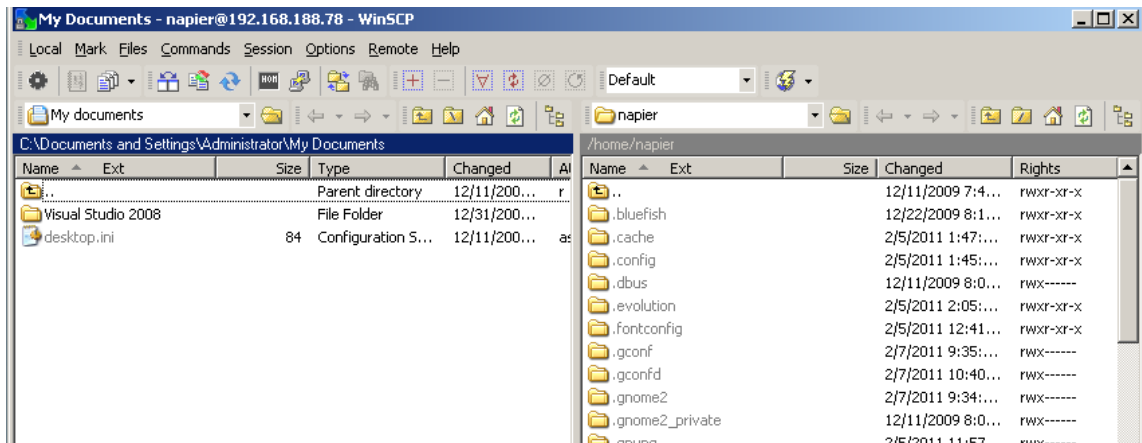 My Documents - napier@192.168.188.78 - WinSCP
Local Mark Files Commands Session Options Remote Help
Default
My documents napier
C:\Documents and Settings\Administrator\My Documents /home/napier
Name Ext Size Type Changed Name Ext Size Changed Rights
.. Parent directory 12/11/200... r .. 12/11/2009 7:4... rwxr-xr-x
Visual Studio 2008 File Folder 12/31/200... .bluefish 12/22/2009 8:1... rwxr-xr-x
desktop.ini 84 Configuration S... 12/11/200... .cache 2/5/2011 1:47:... rwxr-xr-x
.config 2/5/2011 1:45:... rwxr-xr-x
.dbus 12/11/2009 8:0... rwx------
.evolution 2/5/2011 2:05:... rwxr-xr-x
.fontconfig 2/5/2011 12:41... rwxr-xr-x
.gconf 2/7/2011 9:35:... rwx------
.gconfd 2/7/2011 10:40... rwx------
.gnome2 2/7/2011 9:34:... rwx------
.gnome2_private 12/11/2009 8:0... rwx------